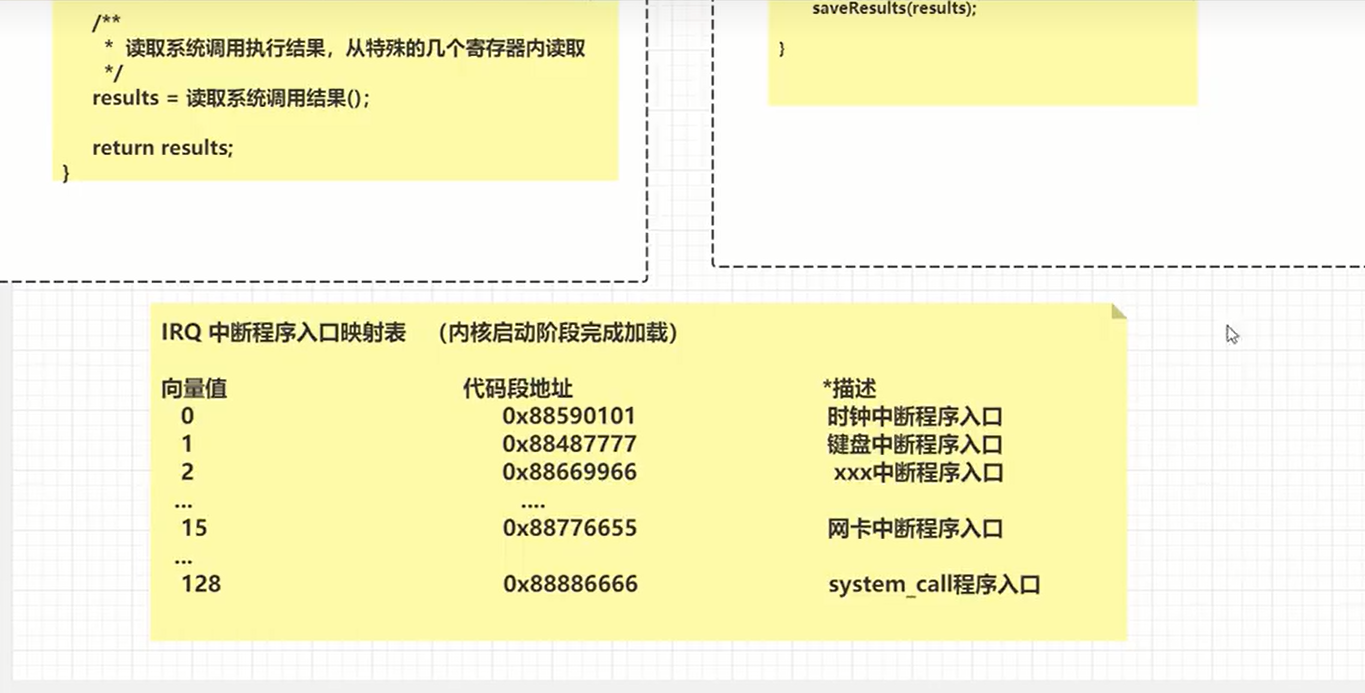 /**
* 读取系统调用执行结果，从特殊的几个寄存器内读取
*/
results = 读取系统调用结果();
return results;
}
saveResults(results);
}
IRQ 中断程序入口映射表 （内核启动阶段完成加载）
向量值 代码段地址 *描述
0 0x88590101 时钟中断程序入口
1 0x88487777 键盘中断程序入口
2 0x88669966 xxx中断程序入口
... ....
15 0x88776655 网卡中断程序入口
...
128 0x88886666 system_call程序入口